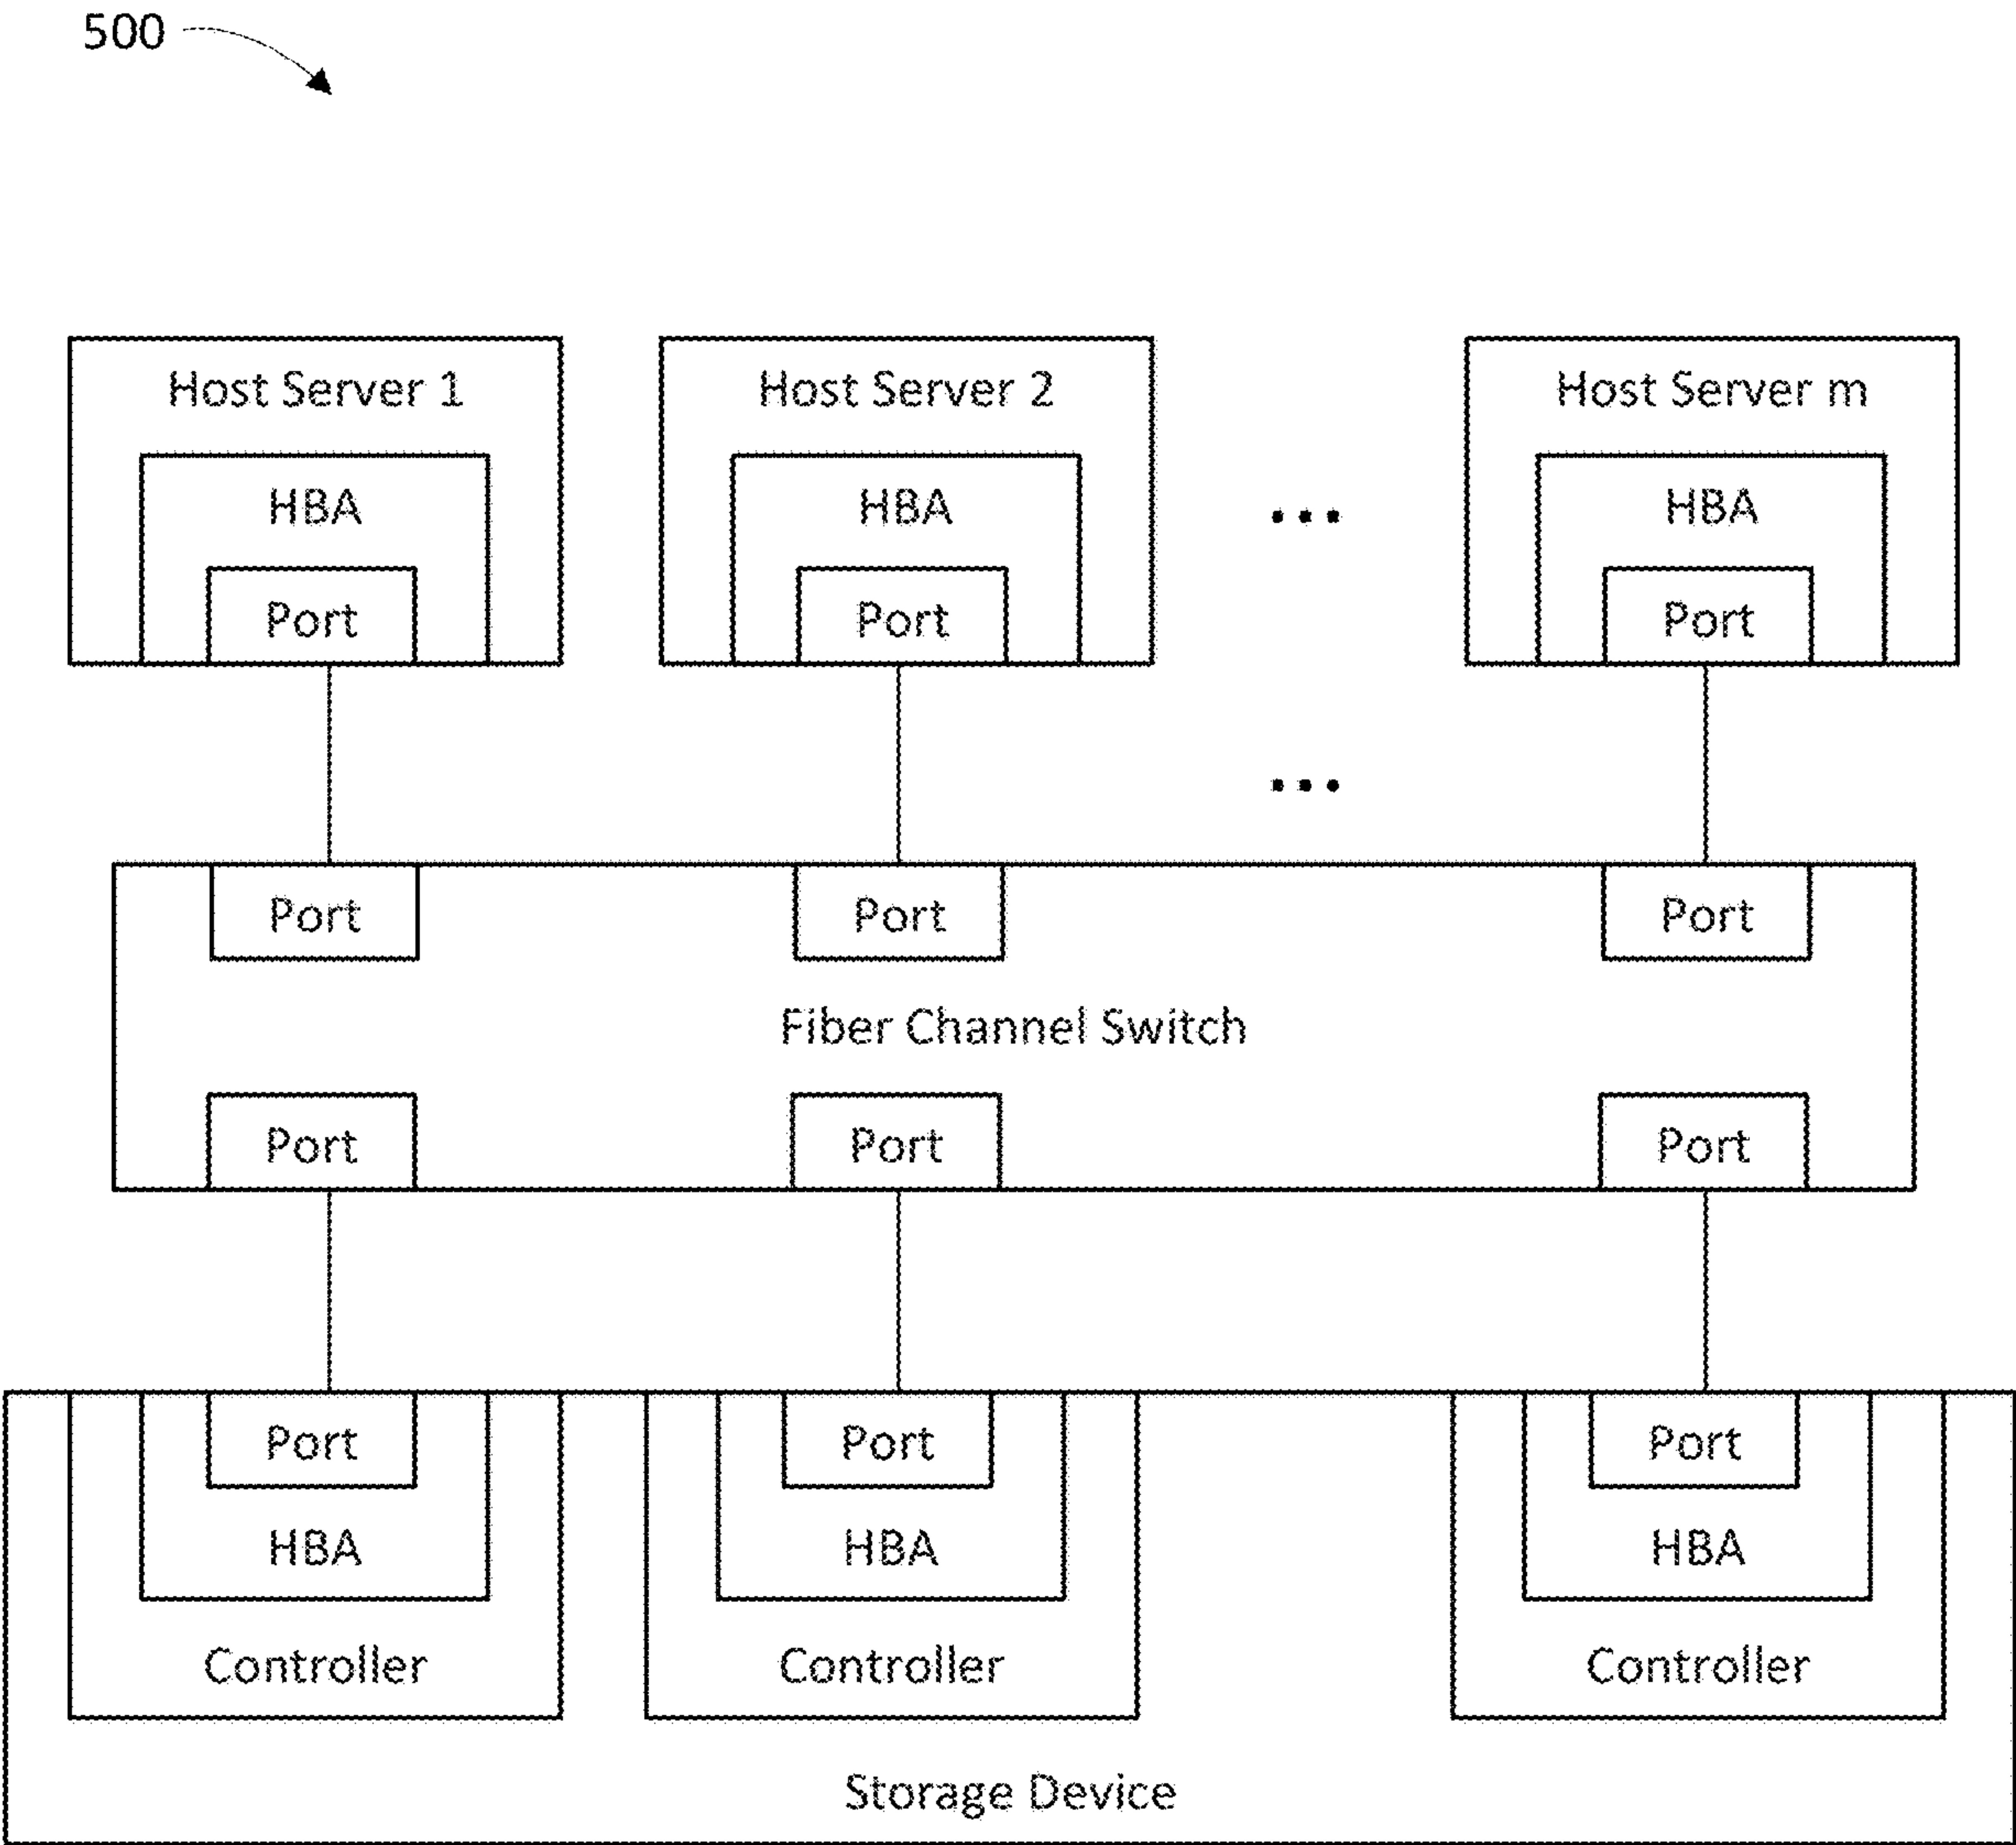 500
Host Server 1 Host Server 2 Host Server m
HBA HBA ... HBA
Port Port Port
...
Port Port Port
Fiber Channel Switch
Port Port Port
Port Port Port
HBA HBA HBA
Controller Controller Controller
Storage Device